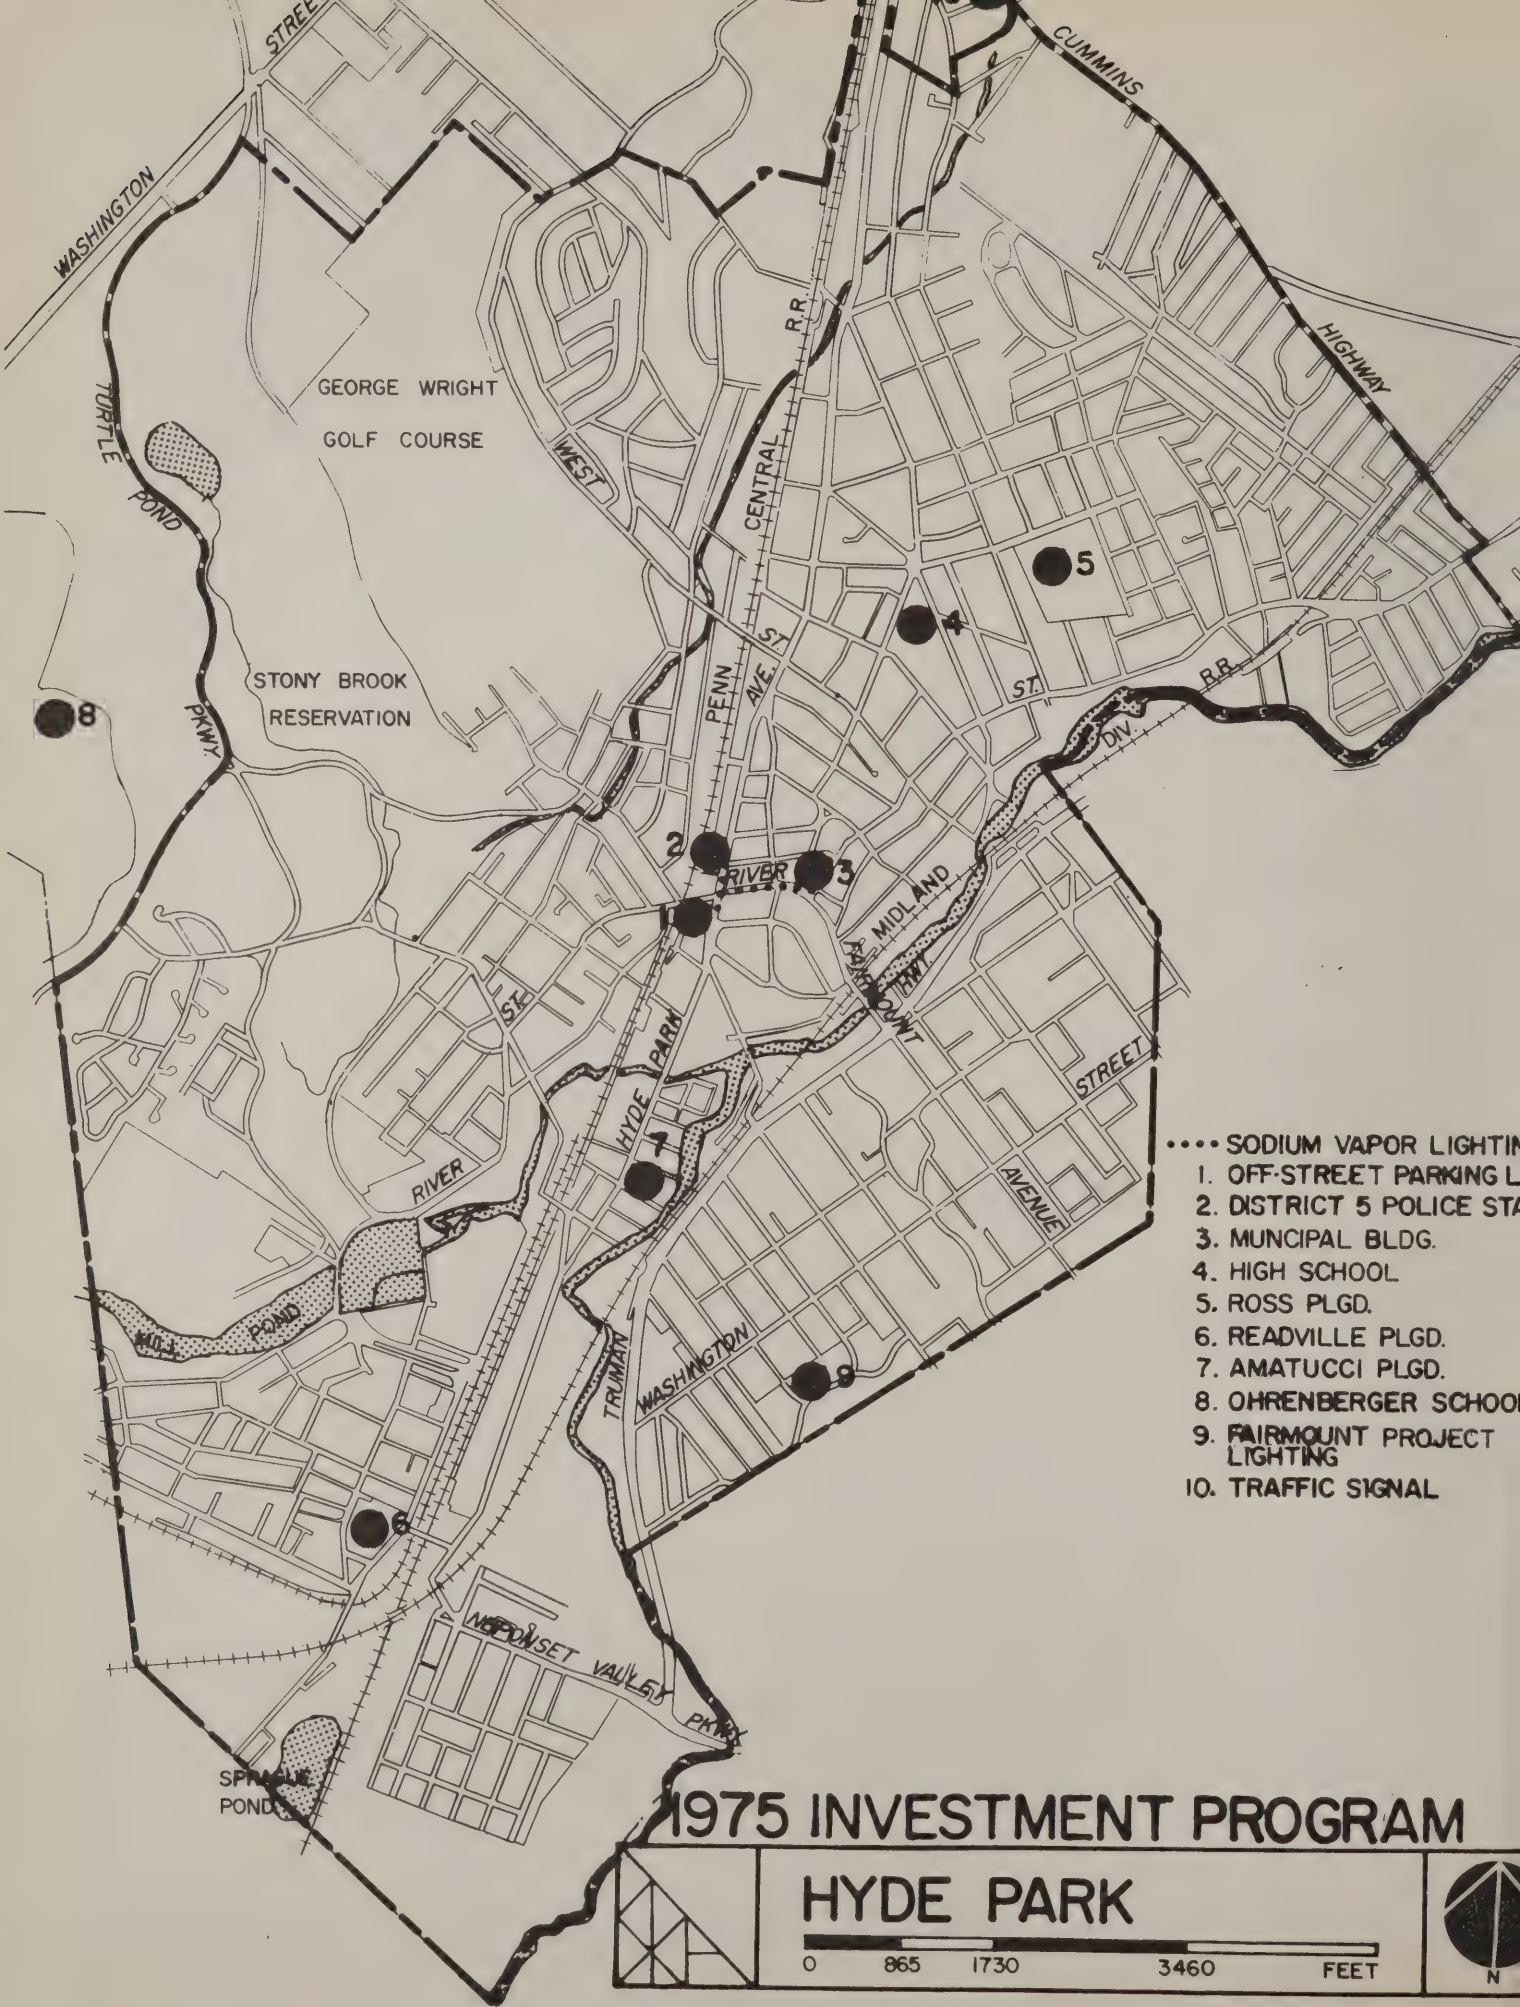 STREE
CUMMINS
WASHINGTON
R.R.
HIGHWAY
TURTLE
GEORGE WRIGHT
GOLF COURSE
WEST
CENTRAL
POND
5
4
ST.
STONY BROOK
RESERVATION
PENN
AVE.
ST.
R.R.
8
PKWY.
DIV.
2
RIVER
3
MIDLAND
1
FAIRMOUNT
HWY.
ST.
PARK
STREET
HYDE
7
RIVER
AVENUE
•••• SODIUM VAPOR LIGHTIN
1. OFF-STREET PARKING L
2. DISTRICT 5 POLICE STA
3. MUNCIPAL BLDG.
4. HIGH SCHOOL
5. ROSS PLGD.
6. READVILLE PLGD.
7. AMATUCCI PLGD.
8. OHRENBERGER SCHOO
9. FAIRMOUNT PROJECT
LIGHTING
10. TRAFFIC SIGNAL
MILL POND
TRUMAN
WASHINGTON
9
6
NEPONSET VALLEY
PKWY.
SPRAGUE
POND
1975 INVESTMENT PROGRAM
HYDE PARK
0 865 1730 3460 FEET
N